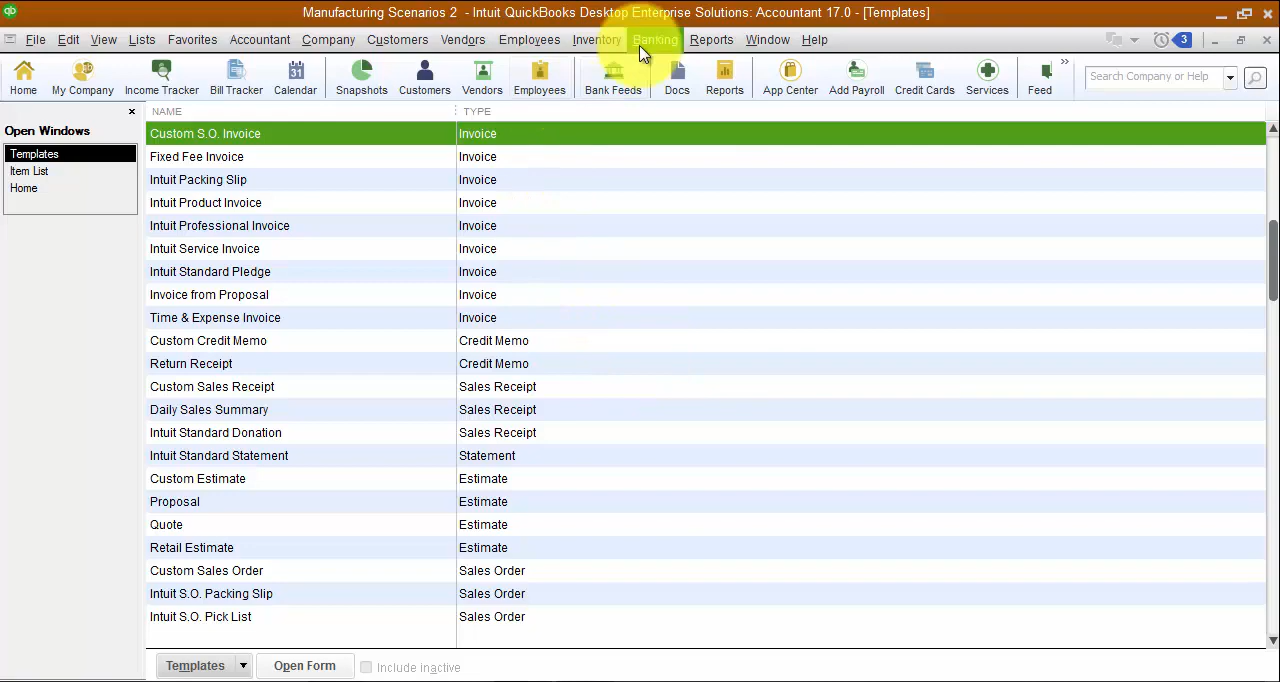 qb Manufacturing Scenarios 2 - Intuit QuickBooks Desktop Enterprise Solutions: Accountant 17.0 - [Templates]
File Edit View Lists Favorites Accountant Company Customers Vendors Employees Inventory Banking Reports Window Help 3
Home My Company Income Tracker Bill Tracker 31 Calendar Snapshots Customers Vendors Employees Bank Feeds Docs Reports App Center Add Payroll Credit Cards Services Feed Search Company or Help
NAME TYPE
Open Windows
Templates
Item List
Home
Custom S.O. Invoice Invoice
Fixed Fee Invoice Invoice
Intuit Packing Slip Invoice
Intuit Product Invoice Invoice
Intuit Professional Invoice Invoice
Intuit Service Invoice Invoice
Intuit Standard Pledge Invoice
Invoice from Proposal Invoice
Time & Expense Invoice Invoice
Custom Credit Memo Credit Memo
Return Receipt Credit Memo
Custom Sales Receipt Sales Receipt
Daily Sales Summary Sales Receipt
Intuit Standard Donation Sales Receipt
Intuit Standard Statement Statement
Custom Estimate Estimate
Proposal Estimate
Quote Estimate
Retail Estimate Estimate
Custom Sales Order Sales Order
Intuit S.O. Packing Slip Sales Order
Intuit S.O. Pick List Sales Order
Templates Open Form Include inactive